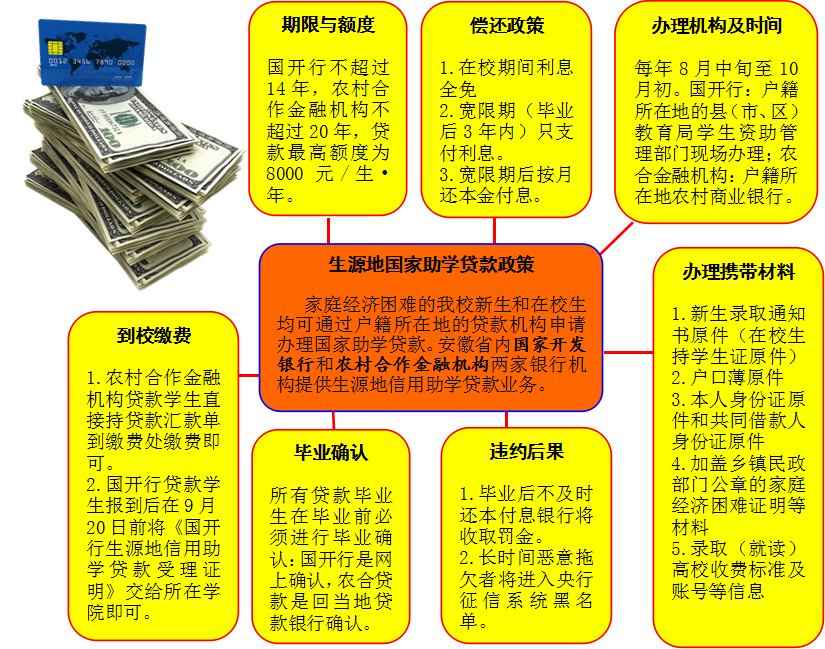 期限与额度
国开行不超过
14年，农村合
作金融机构不
超过20年，贷
款最高额度为
8000元/生·
年。
偿还政策
1.在校期间利息
全免
2.宽限期（毕业
后3年内）只支
付利息。
3.宽限期后按月
还本金付息。
办理机构及时间
每年8月中旬至10
月初。国开行：户籍
所在地的县（市、区）
教育局学生资助管
理部门现场办理；农
合金融机构：户籍所
在地农村商业银行。
生源地国家助学贷款政策
家庭经济困难的我校新生和在校生
均可通过户籍所在地的贷款机构申请
办理国家助学贷款。安徽省内国家开发
银行和农村合作金融机构两家银行机
构提供生源地信用助学贷款业务。
办理携带材料
1.新生录取通知
书原件（在校生
持学生证原件）
2.户口薄原件
3.本人身份证原
件和共同借款人
身份证原件
4.加盖乡镇民政
部门公章的家庭
经济困难证明等
材料
5.录取（就读）
高校收费标准及
账号等信息
到校缴费
1.农村合作金融
机构贷款学生直
接持贷款汇款单
到缴费处缴费即
可。
2.国开行贷款学
生报到后在9月
20日前将《国开
行生源地信用助
学贷款受理证
明》交给所在学
院即可。
毕业确认
所有贷款毕业
生在毕业前必
须进行毕业确
认：国开行是网
上确认，农合贷
款是回当地贷
款银行确认。
违约后果
1.毕业后不及时
还本付息银行将
收取罚金。
2.长时间恶意拖
欠者将进入央行
征信系统黑名
单。
0012 3456 7890 0000
100